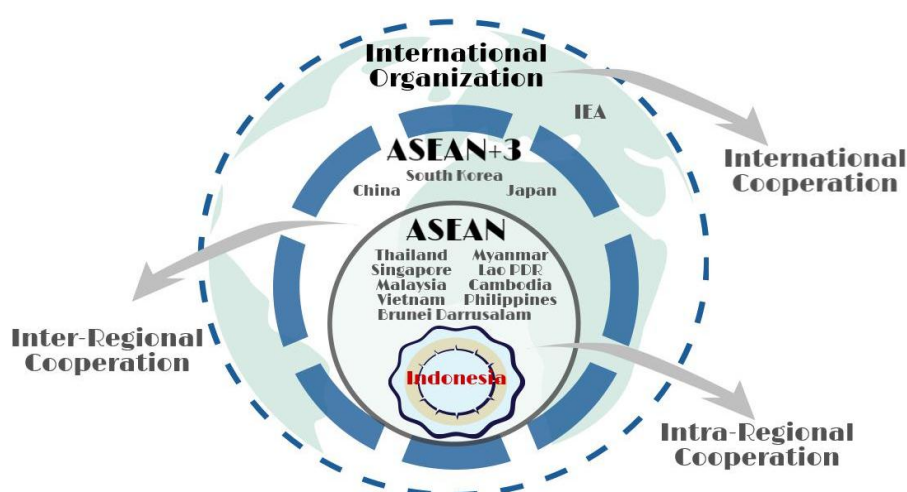 International
Organization
IEA
ASEAN+3
South Korea
China Japan
International
Cooperation
ASEAN
Thailand Myanmar
Singapore Lao PDR
Malaysia Cambodia
Vietnam Philippines
Brunei Darrusalam
Inter-Regional
Cooperation
Indonesia
Intra-Regional
Cooperation